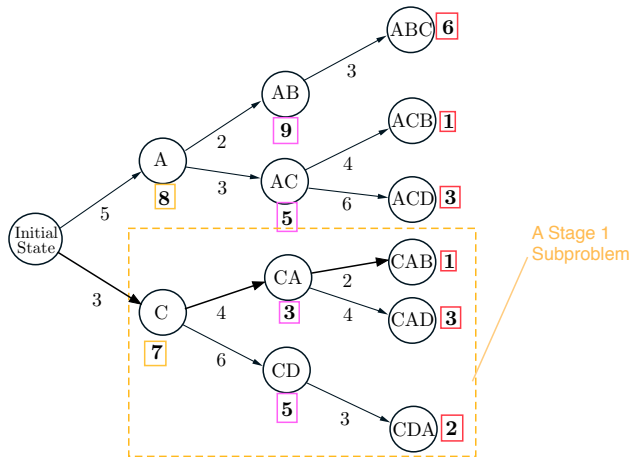 ABC 6
3
AB
9
2
ACB 1
4
A
8
3
AC
5
6
ACD 3
5
Initial
State
A Stage 1
Subproblem
3
CAB 1
2
CA
3
4
CAD 3
4
C
7
6
CD
5
3
CDA 2